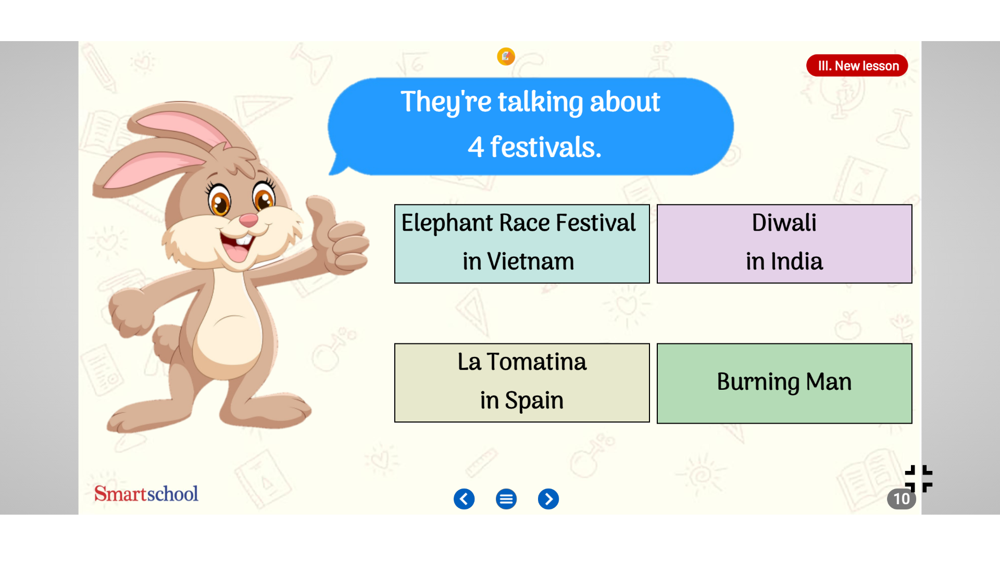 III. New lesson
They're talking about
4 festivals.
Elephant Race Festival
in Vietnam
Diwali
in India
La Tomatina
in Spain
Burning Man
Smartschool
10